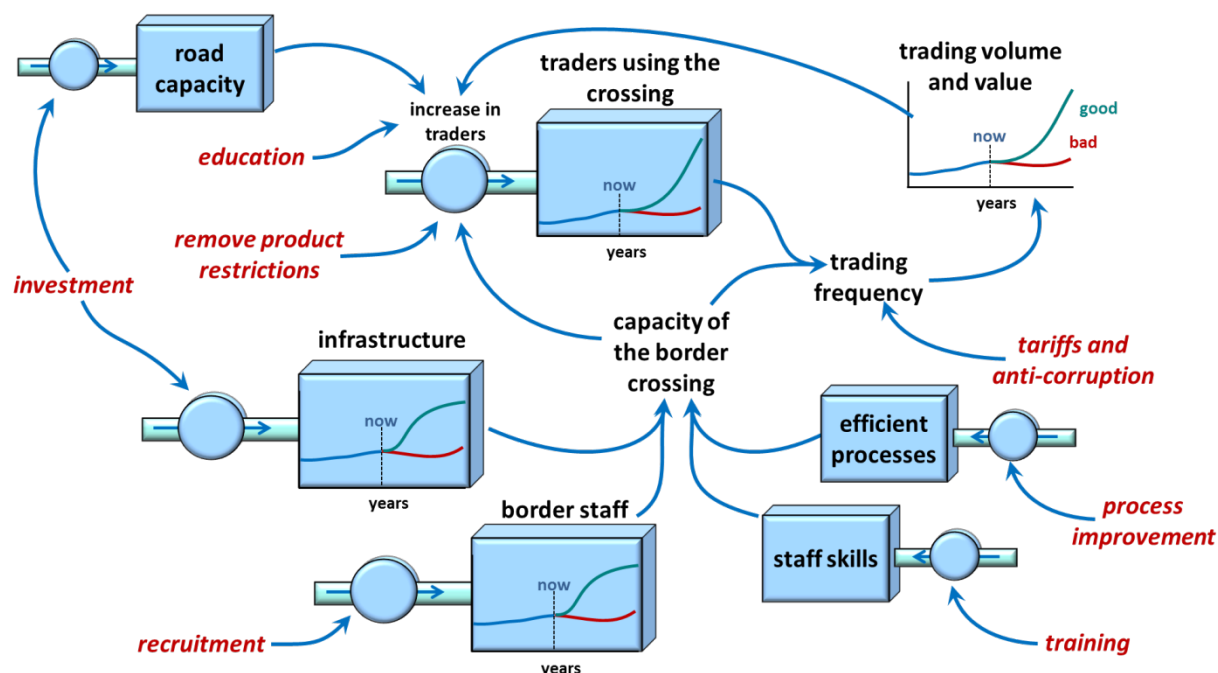 road
capacity
increase in
traders
traders using the
crossing
now
years
trading volume
and value
good
bad
now
years
education
remove product
restrictions
investment
trading
frequency
capacity of
the border
crossing
tariffs and
anti-corruption
infrastructure
now
years
efficient
processes
process
improvement
border staff
now
years
staff skills
recruitment
training